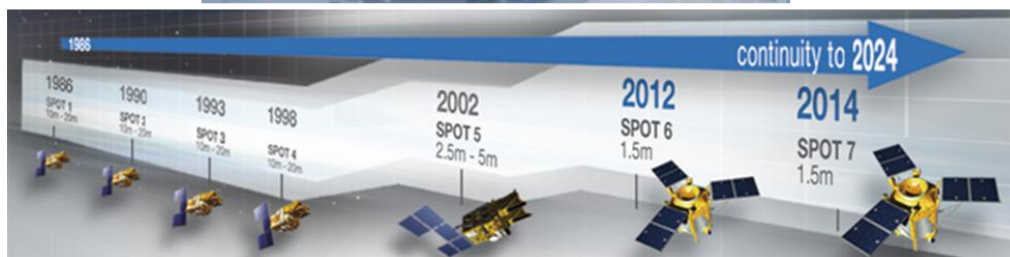 1986
continuity to 2024
1986
SPOT 1
10m - 20m
1990
SPOT 2
10m - 20m
1993
SPOT 3
10m - 20m
1998
SPOT 4
10m - 20m
2002
SPOT 5
2.5m - 5m
2012
SPOT 6
1.5m
2014
SPOT 7
1.5m